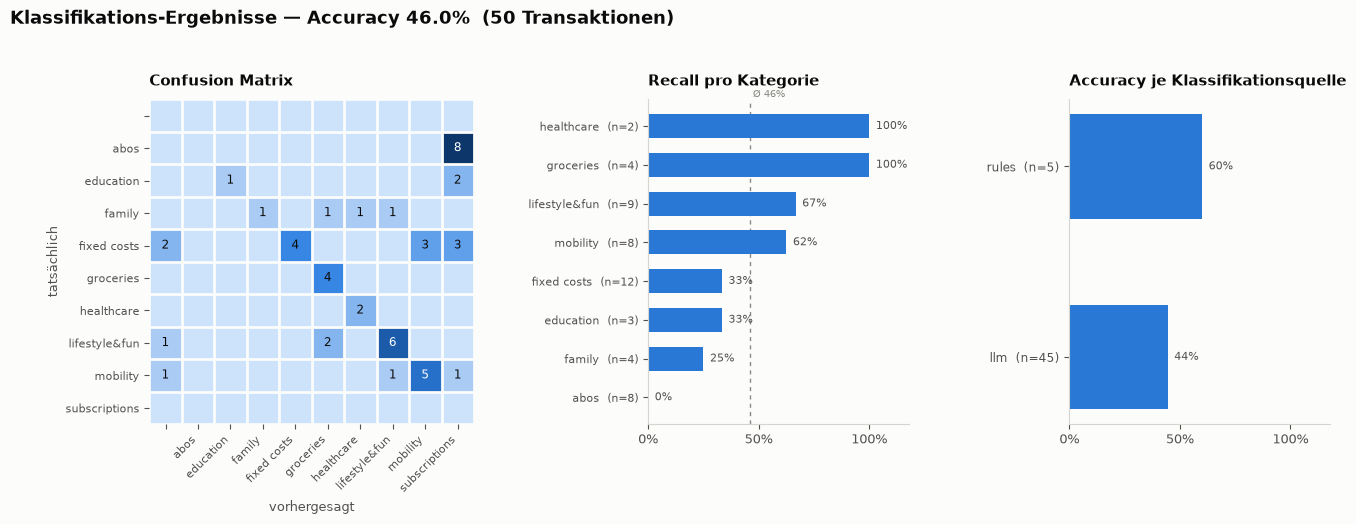 Klassifikations-Ergebnisse — Accuracy 46.0%  (50 Transaktionen)
Confusion Matrix
tatsächlich
abos
8
education
1 2
family
1 1 1 1
fixed costs
2 4 3 3
groceries
4
healthcare
2
lifestyle&fun
1 2 6
mobility
1 1 5 1
subscriptions
abos
education
family
fixed costs
groceries
healthcare
lifestyle&fun
mobility
subscriptions
vorhergesagt
Recall pro Kategorie
Ø 46%
healthcare (n=2) 100%
groceries (n=4) 100%
lifestyle&fun (n=9) 67%
mobility (n=8) 62%
fixed costs (n=12) 33%
education (n=3) 33%
family (n=4) 25%
abos (n=8) 0%
0% 50% 100%
Accuracy je Klassifikationsquelle
rules (n=5) 60%
llm (n=45) 44%
0% 50% 100%